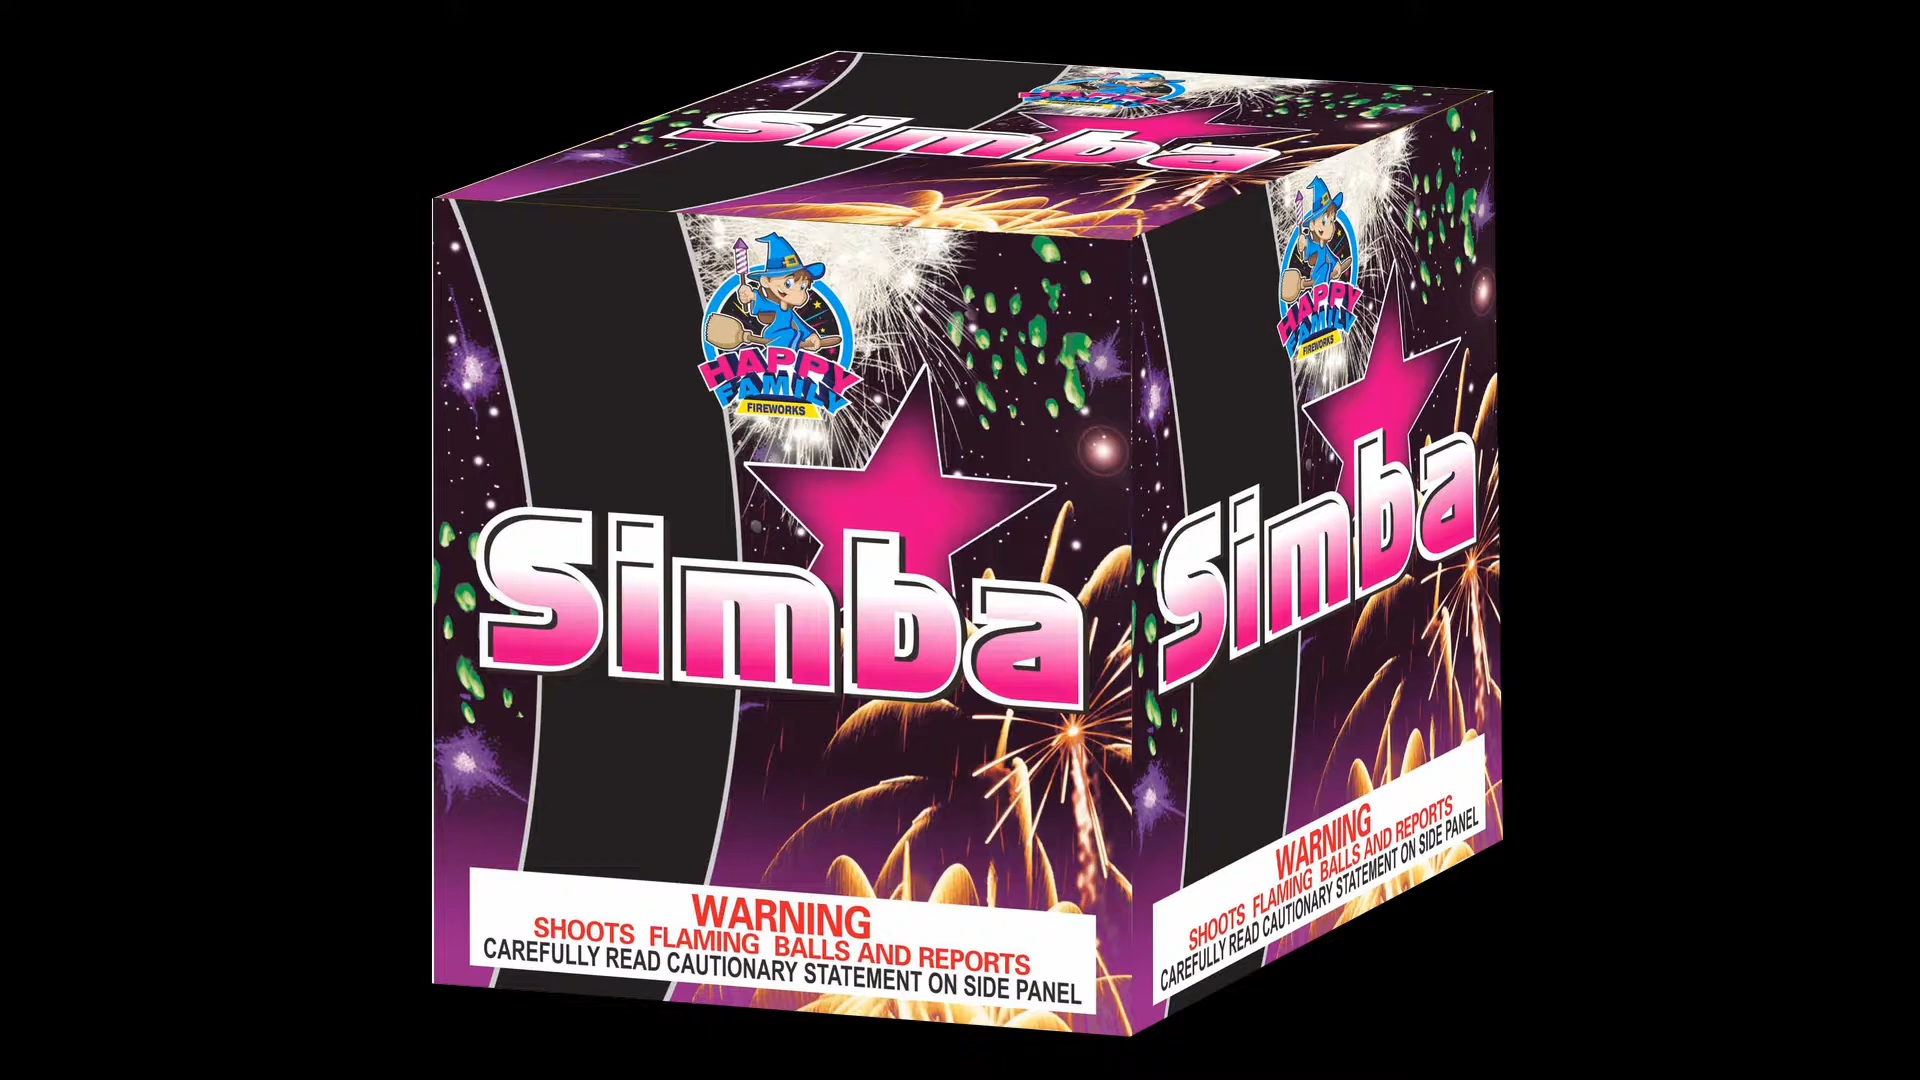 Simba
HAPPY
FAMILY
FIREWORKS
Simba
WARNING
SHOOTS FLAMING BALLS AND REPORTS
CAREFULLY READ CAUTIONARY STATEMENT ON SIDE PANEL
HAPPY
FAMILY
FIREWORKS
Simba
WARNING
SHOOTS FLAMING BALLS AND REPORTS
CAREFULLY READ CAUTIONARY STATEMENT ON SIDE PANEL